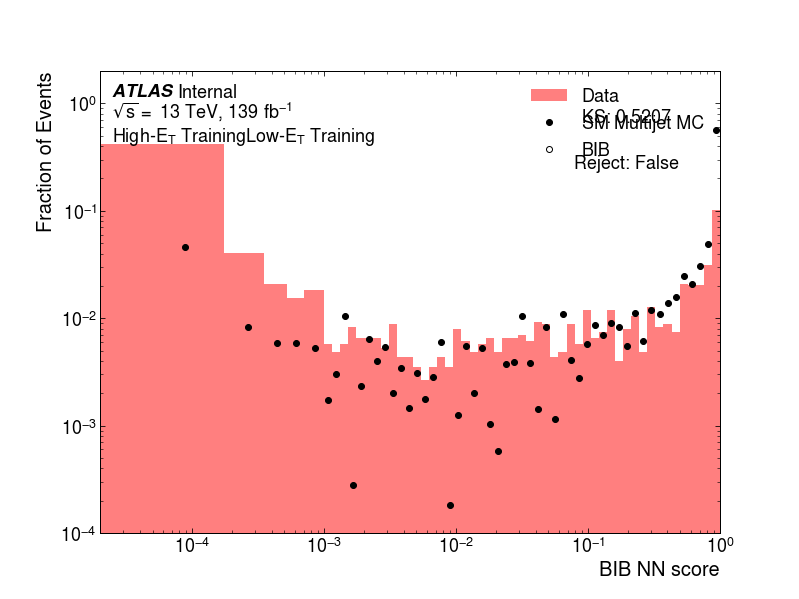 ATLAS Internal
√s = 13 TeV, 139 fb⁻¹
High-E_T TrainingLow-E_T Training
Data
KS: 0.5207
SM Multijet MC
BIB
Reject: False
Fraction of Events
10⁰
10⁻¹
10⁻²
10⁻³
10⁻⁴
10⁻⁴ 10⁻³ 10⁻² 10⁻¹ 10⁰
BIB NN score